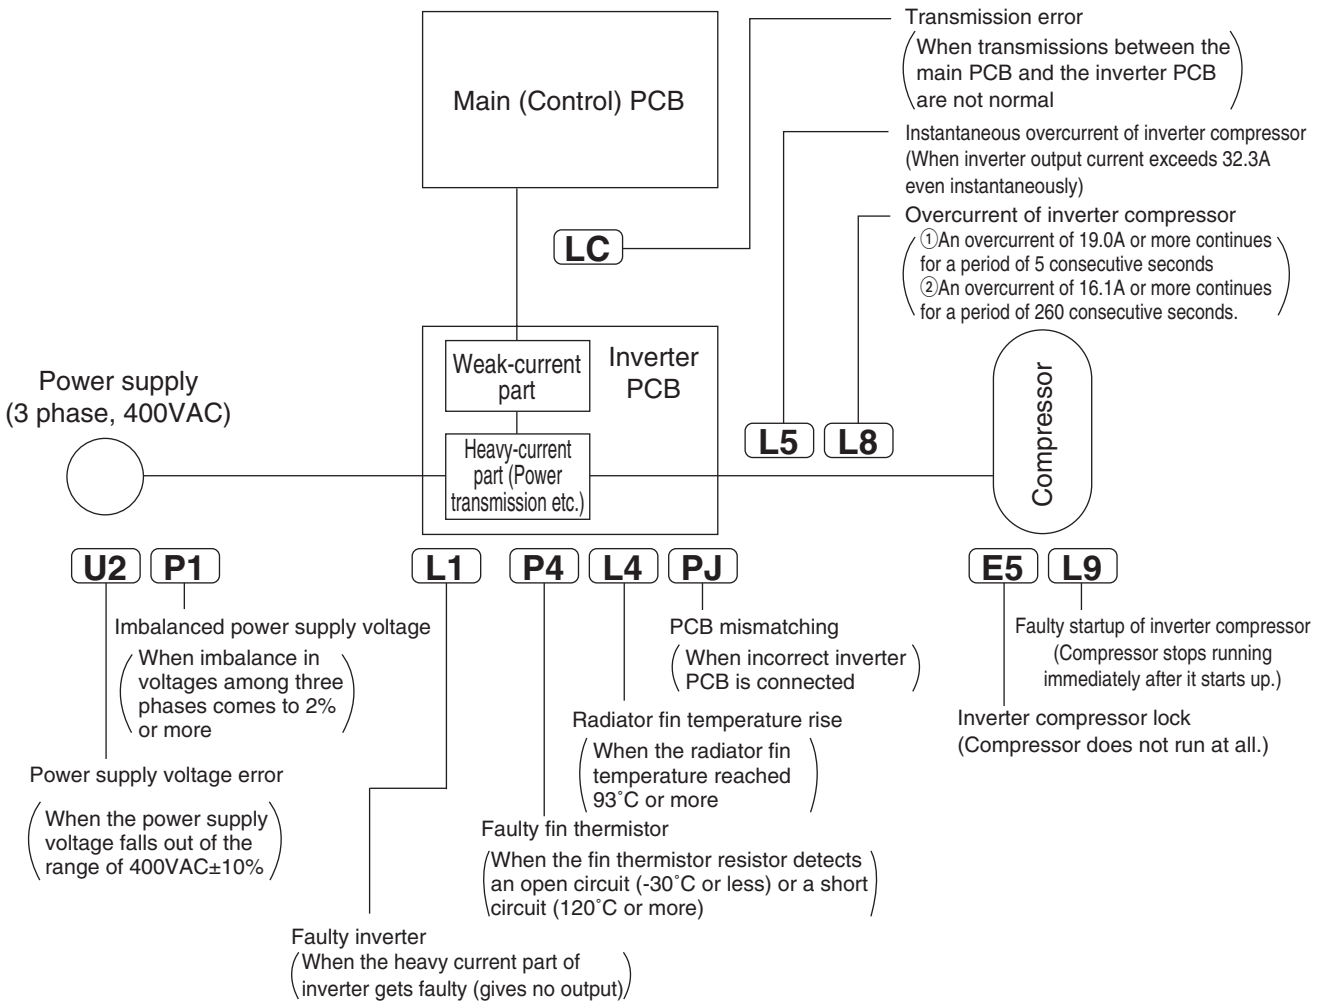 Transmission error
(When transmissions between the
main PCB and the inverter PCB
are not normal)
Main (Control) PCB
Instantaneous overcurrent of inverter compressor
(When inverter output current exceeds 32.3A
even instantaneously)
Overcurrent of inverter compressor
(①An overcurrent of 19.0A or more continues
for a period of 5 consecutive seconds
②An overcurrent of 16.1A or more continues
for a period of 260 consecutive seconds.)
LC
Inverter
PCB
Weak-current
part
Heavy-current
part (Power
transmission etc.)
Power supply
(3 phase, 400VAC)
L5
L8
Compressor
U2
P1
L1
P4
L4
PJ
E5
L9
Imbalanced power supply voltage
(When imbalance in
voltages among three
phases comes to 2%
or more)
Power supply voltage error
(When the power supply
voltage falls out of the
range of 400VAC±10%)
PCB mismatching
(When incorrect inverter
PCB is connected)
Radiator fin temperature rise
(When the radiator fin
temperature reached
93˚C or more)
Faulty fin thermistor
(When the fin thermistor resistor detects
an open circuit (-30˚C or less) or a short
circuit (120˚C or more))
Faulty inverter
(When the heavy current part of
inverter gets faulty (gives no output))
Faulty startup of inverter compressor
(Compressor stops running
immediately after it starts up.)
Inverter compressor lock
(Compressor does not run at all.)